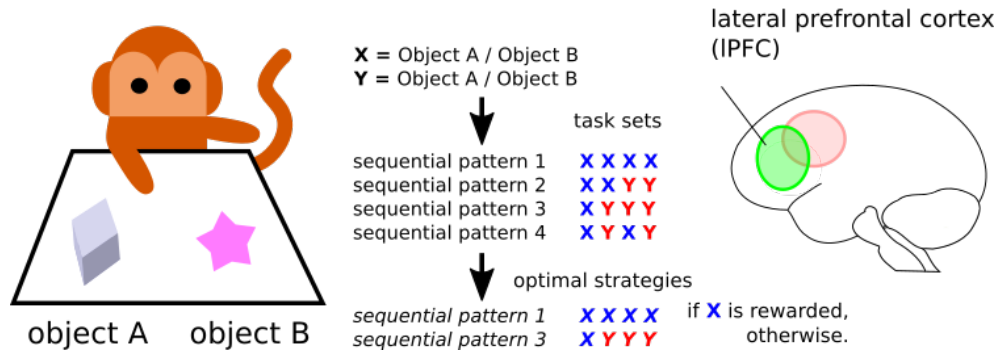 lateral prefrontal cortex
(lPFC)
X = Object A / Object B
Y = Object A / Object B
task sets
sequential pattern 1 X X X X
sequential pattern 2 X X Y Y
sequential pattern 3 X Y Y Y
sequential pattern 4 X Y X Y
optimal strategies
sequential pattern 1 X X X X if X is rewarded,
sequential pattern 3 X Y Y Y otherwise.
object A object B